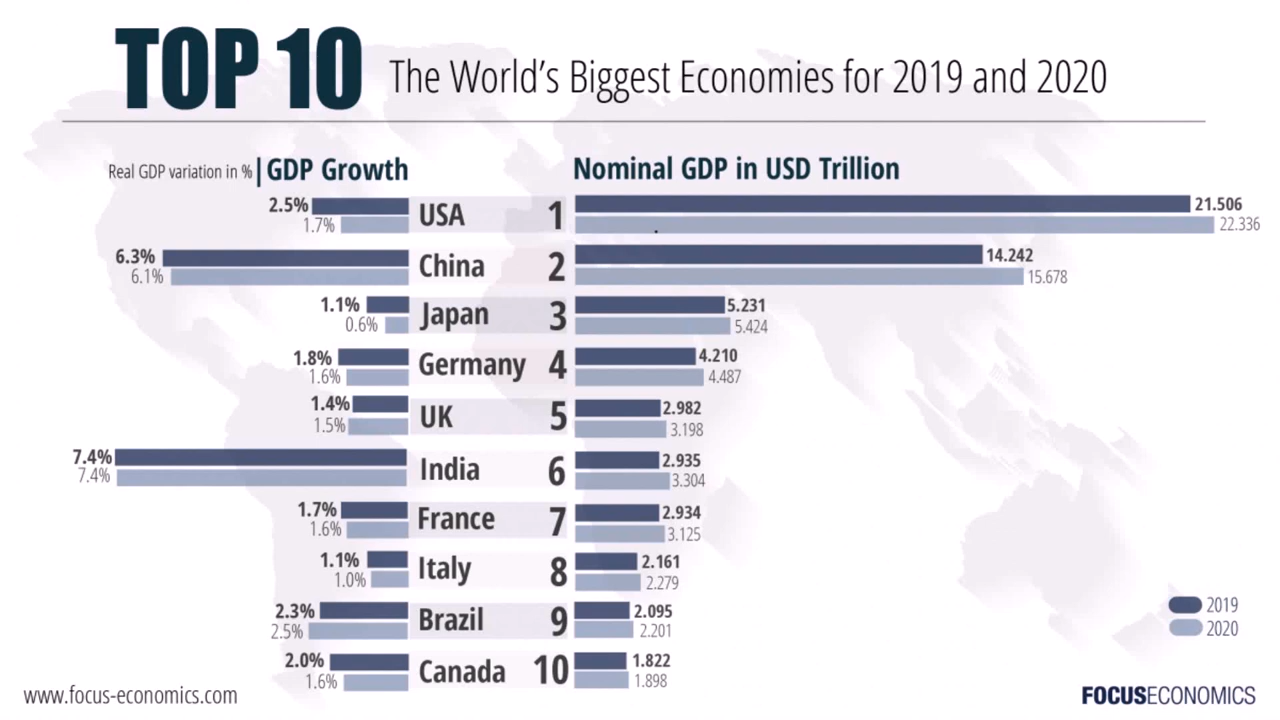 TOP 10 The World's Biggest Economies for 2019 and 2020
Real GDP variation in % | GDP Growth
Nominal GDP in USD Trillion
2.5% USA 1 21.506
1.7% 22.336
6.3% China 2 14.242
6.1% 15.678
1.1% Japan 3 5.231
0.6% 5.424
1.8% Germany 4 4.210
1.6% 4.487
1.4% UK 5 2.982
1.5% 3.198
7.4% India 6 2.935
7.4% 3.304
1.7% France 7 2.934
1.6% 3.125
1.1% Italy 8 2.161
1.0% 2.279
2.3% Brazil 9 2.095
2.5% 2.201
2.0% Canada 10 1.822
1.6% 1.898
2019
2020
www.focus-economics.com
FOCUSECONOMICS